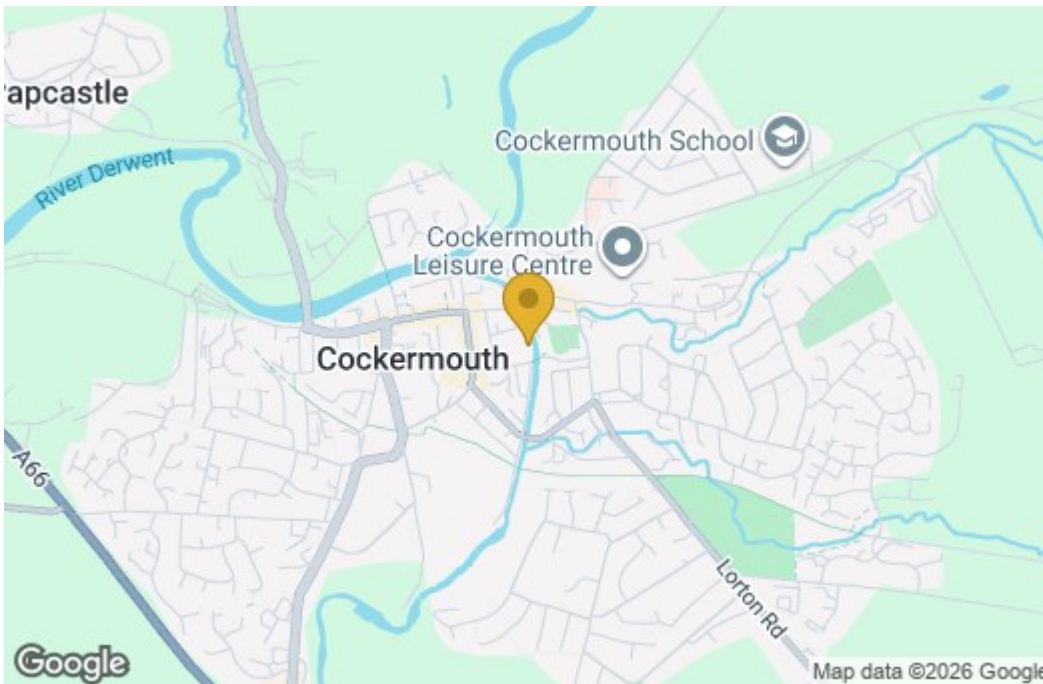 rapcastle
River Derwent
Cockermouth School
Cockermouth
Leisure Centre
Cockermouth
A66
Lorton Rd
Google
Map data ©2026 Google